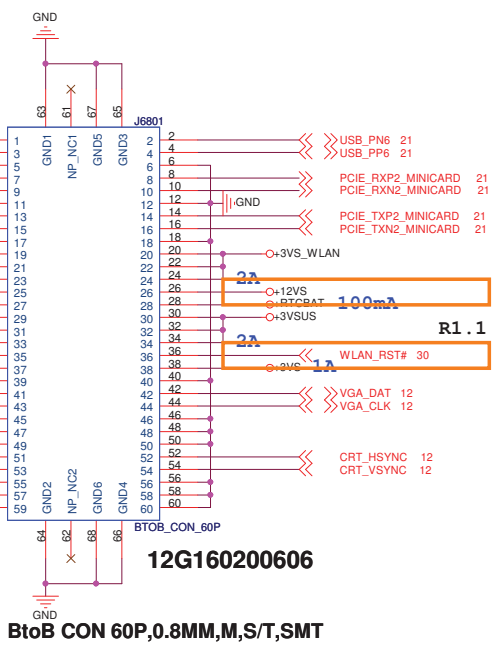 GND
63
61
67
65
J6801
GND1
NP_NC1
GND5
GND3
1 2 2 USB_PN6 21
3 4 4 USB_PP6 21
5 6 6
7 8 8 PCIE_RXP2_MINICARD 21
9 10 10 PCIE_RXN2_MINICARD 21
11 12 12 GND
13 14 14 PCIE_TXP2_MINICARD 21
15 16 16 PCIE_TXN2_MINICARD 21
17 18 18
19 20 20 +3VS_WLAN
21 22 22
23 24 24 2A
25 26 26 +12VS
27 28 28 +RTCBAT 100mA
29 30 30 +3VSUS
31 32 32 R1.1
33 34 34 2A
35 36 36 WLAN_RST# 30
37 38 38 +3VS 1A
39 40 40
41 42 42 VGA_DAT 12
43 44 44 VGA_CLK 12
45 46 46
47 48 48
49 50 50
51 52 52 CRT_HSYNC 12
53 54 54 CRT_VSYNC 12
55 56 56
57 58 58
59 60 60
GND2
NP_NC2
GND6
GND4
BTOB_CON_60P
64
62
68
66
12G160200606
GND
BtoB CON 60P,0.8MM,M,S/T,SMT